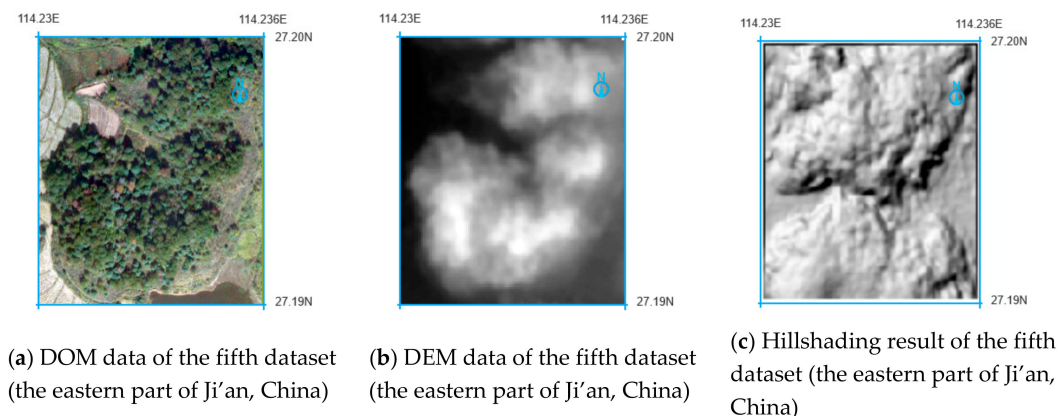 114.23E 114.236E
27.20N
N
27.19N
(a) DOM data of the fifth dataset
(the eastern part of Ji’an, China)
114.23E 114.236E
27.20N
N
27.19N
(b) DEM data of the fifth dataset
(the eastern part of Ji’an, China)
114.23E 114.236E
27.20N
N
27.19N
(c) Hillshading result of the fifth
dataset (the eastern part of Ji’an,
China)